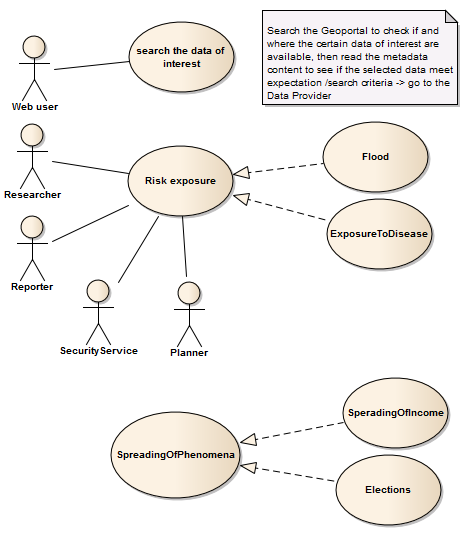 search the data of
interest
Search the Geoportal to check if and
where the certain data of interest are
available, then read the metadata
content to see if the selected data meet
expectation /search criteria -> go to the
Data Provider
Web user
Researcher
Risk exposure
Flood
ExposureToDisease
Reporter
SecurityService
Planner
SperadingOfIncome
SpreadingOfPhenomena
Elections